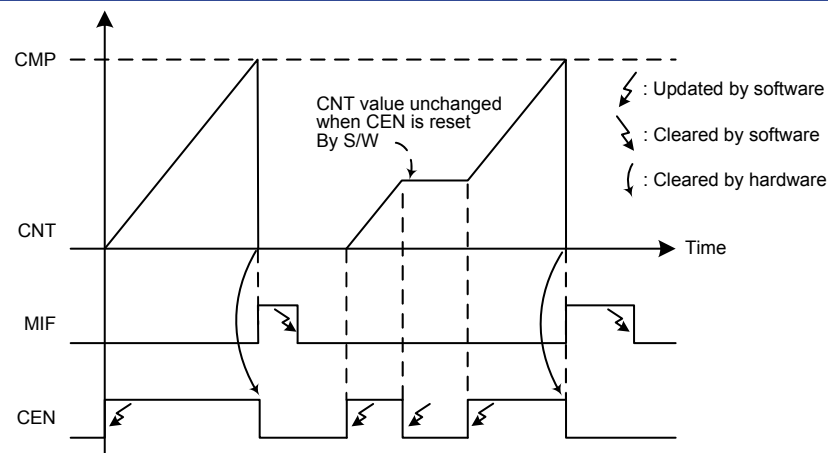 CMP
CNT value unchanged
when CEN is reset
By S/W
: Updated by software
: Cleared by software
: Cleared by hardware
CNT
Time
MIF
CEN